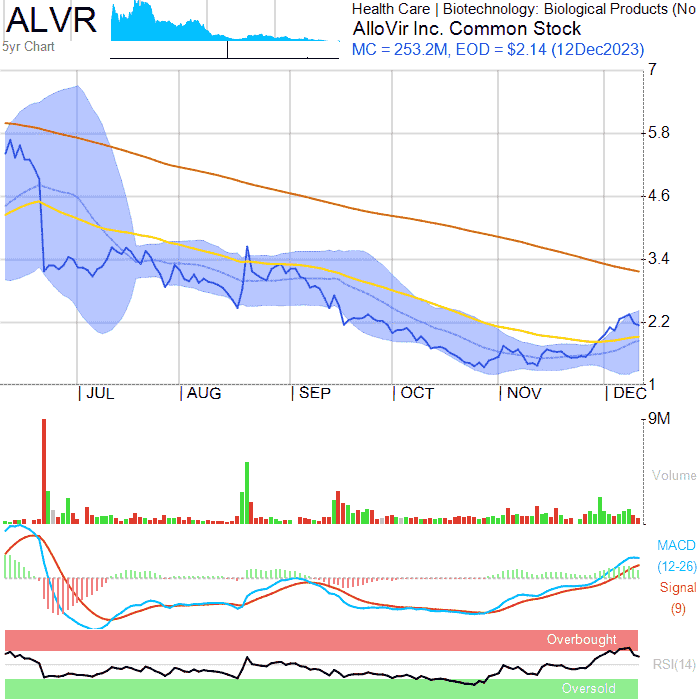 ALVR
5yr Chart
Health Care | Biotechnology: Biological Products (No
AlloVir Inc. Common Stock
MC = 253.2M, EOD = $2.14 (12Dec2023)
7
5.8
4.6
3.4
2.2
1
| JUL | AUG | SEP | OCT | NOV | DEC
9M
Volume
MACD
(12-26)
Signal
(9)
Overbought
RSI(14)
Oversold